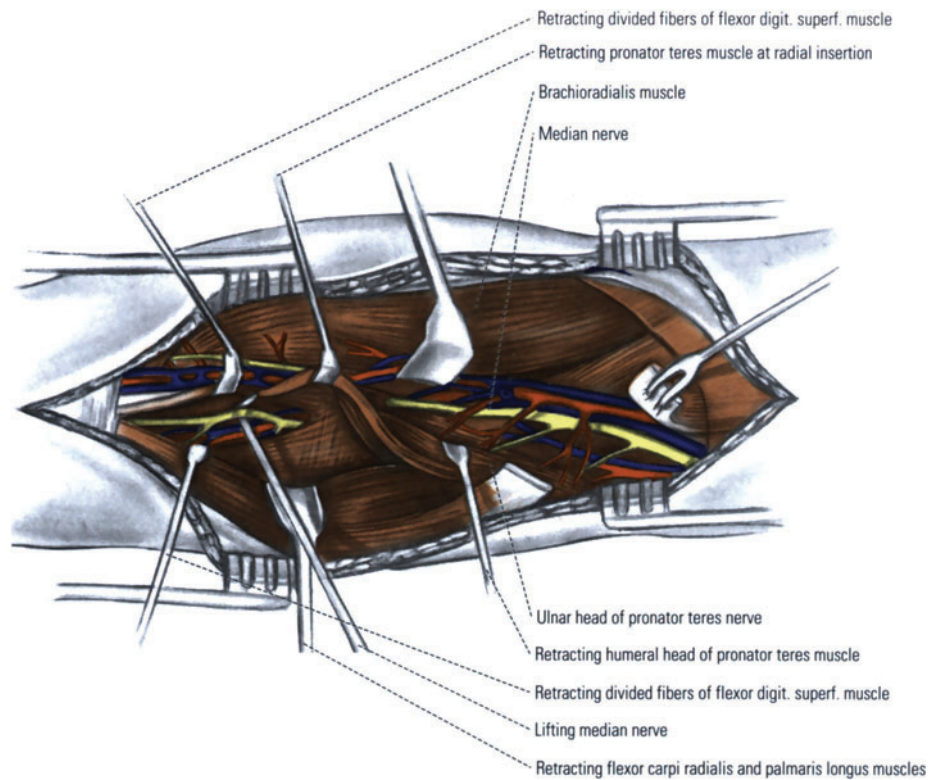 Retracting divided fibers of flexor digit. superf. muscle
Retracting pronator teres muscle at radial insertion
Brachioradialis muscle
Median nerve
Ulnar head of pronator teres nerve
Retracting humeral head of pronator teres muscle
Retracting divided fibers of flexor digit. superf. muscle
Lifting median nerve
Retracting flexor carpi radialis and palmaris longus muscles